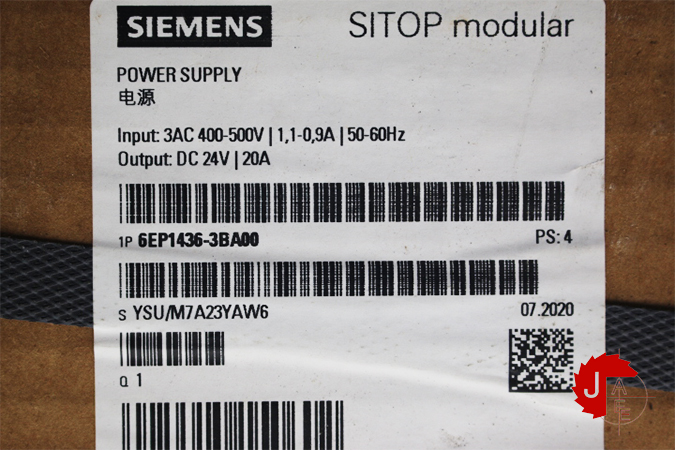 SIEMENS
SITOP modular
POWER SUPPLY
电源
Input: 3AC 400-500V | 1,1-0,9A | 50-60Hz
Output: DC 24V | 20A
1P 6EP1436-3BA00
PS: 4
S YSU/M7A23YAW6
07.2020
Q 1
J